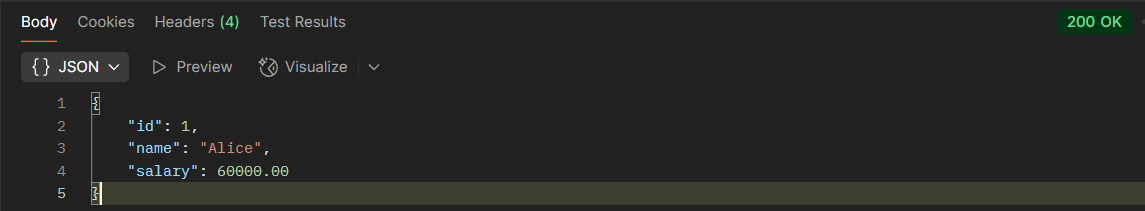 Body Cookies Headers (4) Test Results 200 OK
{} JSON Preview Visualize
1 {
2 "id": 1,
3 "name": "Alice",
4 "salary": 60000.00
5 }